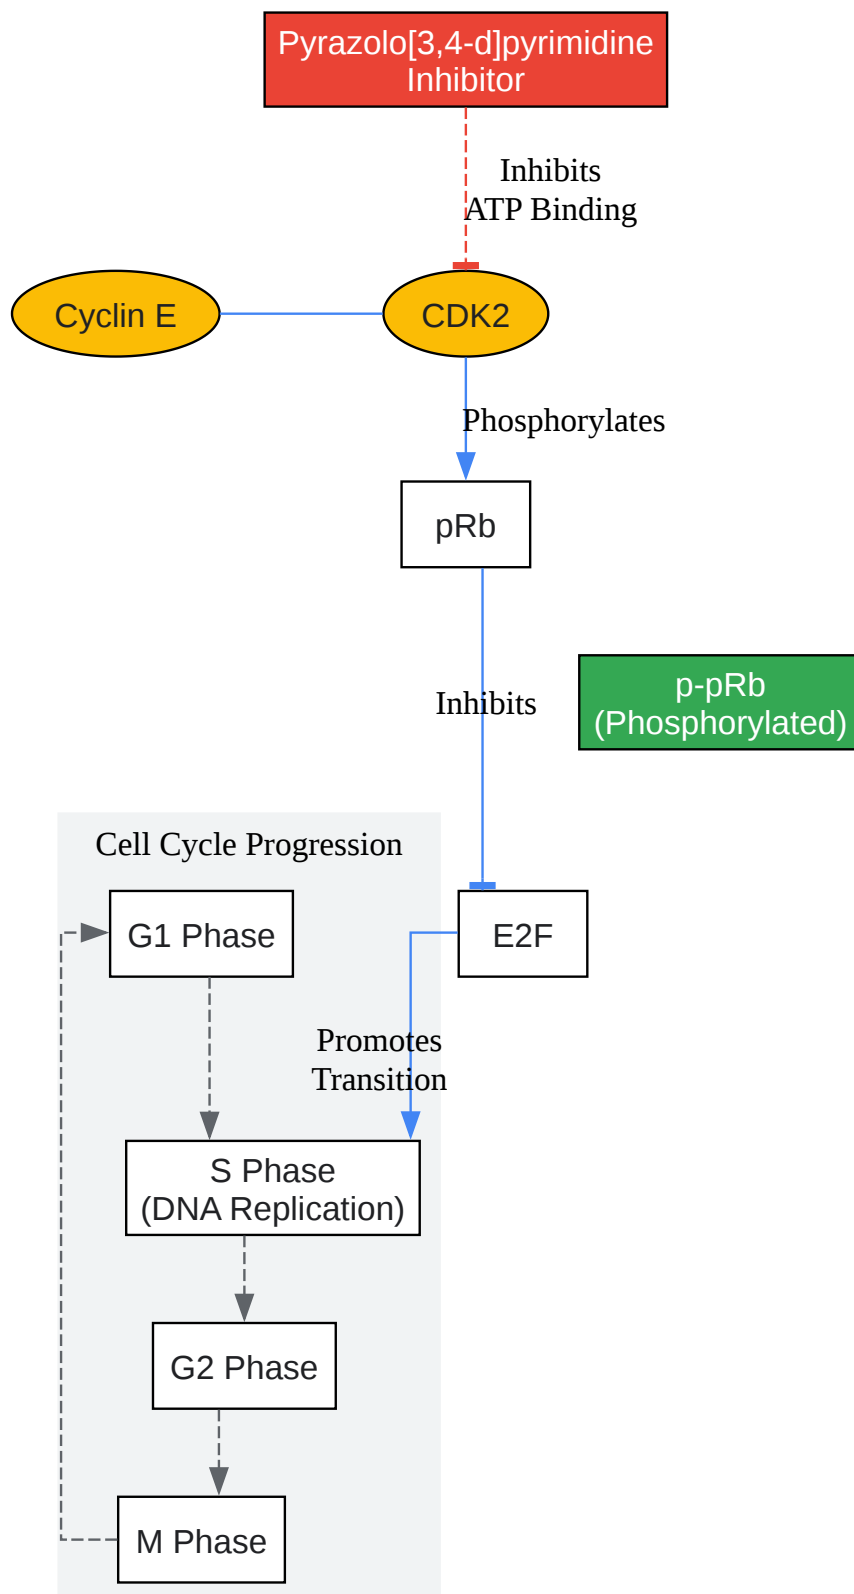 Pyrazolo[3,4-d]pyrimidine
Inhibitor
Inhibits
ATP Binding
Cyclin E
CDK2
Phosphorylates
pRb
p-pRb
(Phosphorylated)
Inhibits
Cell Cycle Progression
G1 Phase
E2F
Promotes
Transition
S Phase
(DNA Replication)
G2 Phase
M Phase